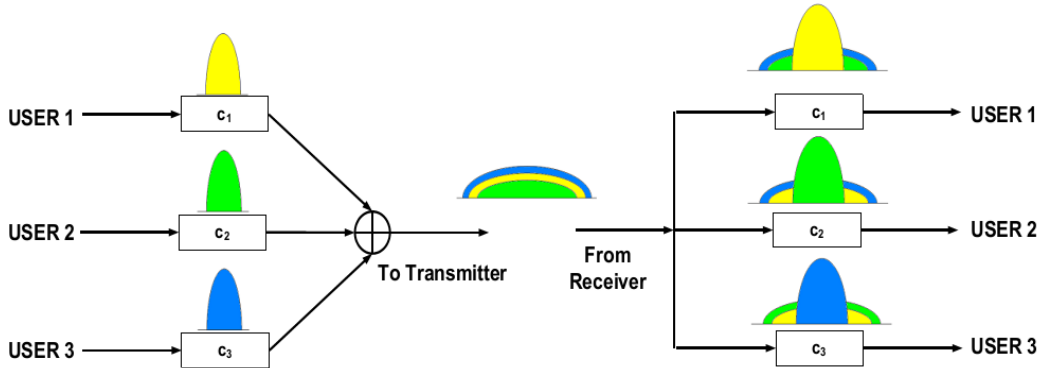 USER 1
c1
USER 2
c2
USER 3
c3
To Transmitter
From
Receiver
c1
USER 1
c2
USER 2
c3
USER 3